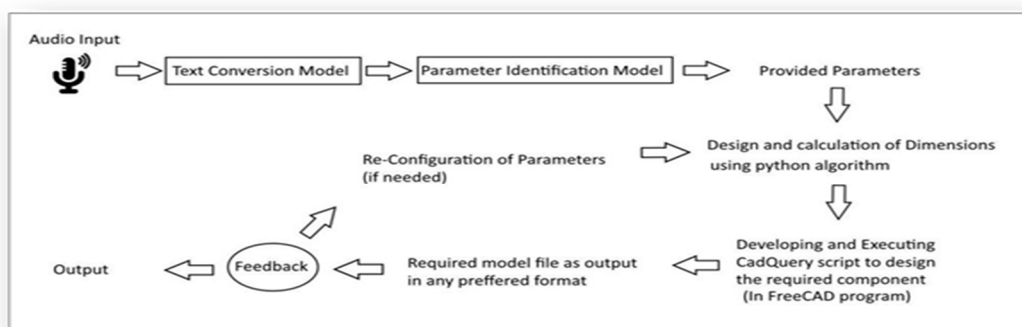 Audio Input
Text Conversion Model
Parameter Identification Model
Provided Parameters
Design and calculation of Dimensions
using python algorithm
Re-Configuration of Parameters
(if needed)
Developing and Executing
CadQuery script to design
the required component
(In FreeCAD program)
Required model file as output
in any preffered format
Feedback
Output